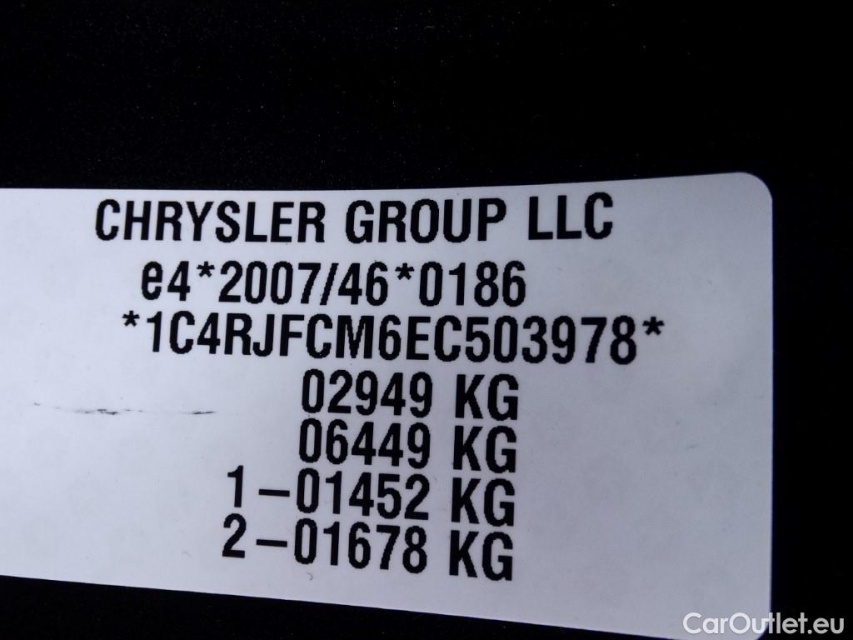 CHRYSLER GROUP LLC
e4*2007/46*0186
*1C4RJFCM6EC503978*
02949 KG
06449 KG
1-01452 KG
2-01678 KG
CarOutlet.eu